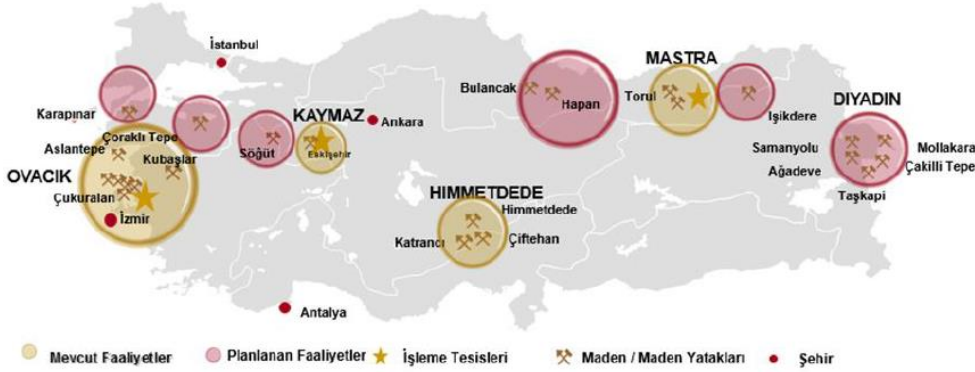 İstanbul
MASTRA
Bulancak
Hapan
Torul
Karapınar
KAYMAZ
Ankara
İşikdere
DIYADIN
Çoraklı Tepe
Aslantepe
Kubaşlar
Söğüt
Eskişehir
Samanyolu
Mollakara
OVACIK
Ağadeve
Çakilli Tepe
Çukuralan
HIMMETDEDE
Taşkapi
Himmetdede
İzmir
Katrancı
Çiftehan
Antalya
Mevcut Faaliyetler
Planlanan Faaliyetler
İşleme Tesisleri
Maden / Maden Yatakları
Şehir